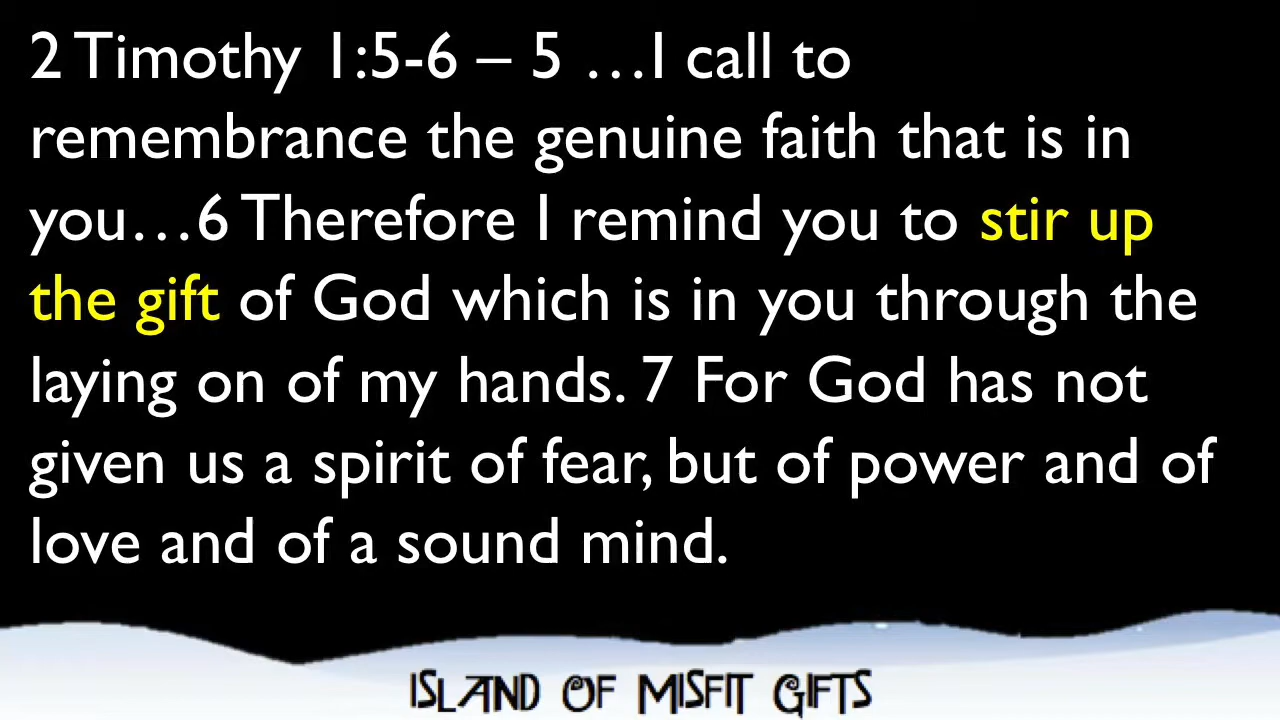 2 Timothy 1:5-6 – 5 …I call to
remembrance the genuine faith that is in
you…6 Therefore I remind you to stir up
the gift of God which is in you through the
laying on of my hands. 7 For God has not
given us a spirit of fear, but of power and of
love and of a sound mind.
ISLAND OF MISFIT GIFTS